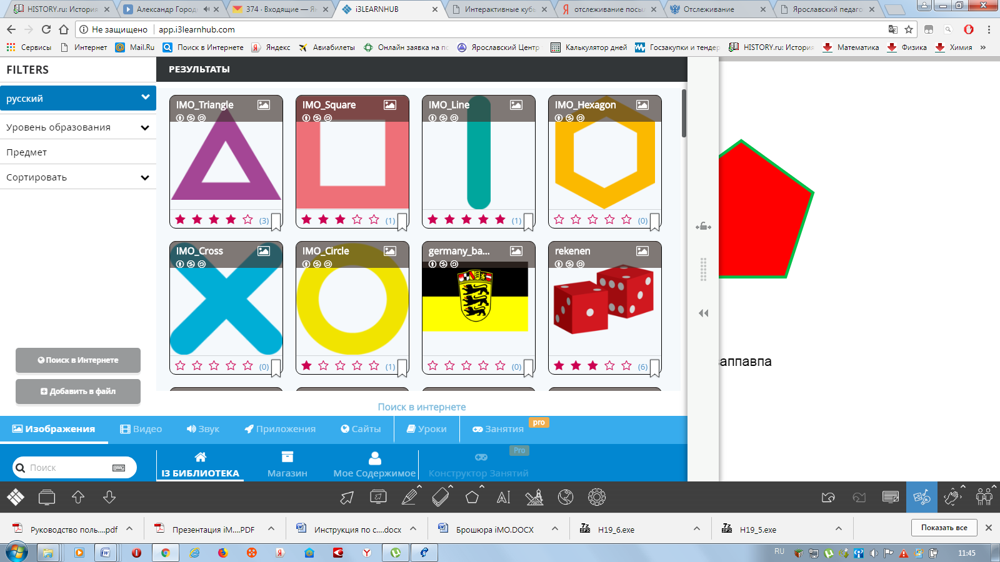 HISTORY.ru: История
Александр Город
374 · Входящие — Ян
i3LEARNHUB
Интерактивные кубы
отслеживание посы
Отслеживание
Ярославский педаго
Не защищено
app.i3learnhub.com
Сервисы
Интернет
Mail.Ru
Поиск в Интернете
Яндекс
Авиабилеты
Онлайн заявка на по
Ярославский Центр
Калькулятор дней
Госзакупки и тендер
HISTORY.ru: История
Математика
Физика
Химия
»
FILTERS
русский
Уровень образования
Предмет
Сортировать
Поиск в Интернете
Добавить в файл
РЕЗУЛЬТАТЫ
IMO_Triangle
(3)
IMO_Square
(1)
IMO_Line
(1)
IMO_Hexagon
(0)
IMO_Cross
(0)
IMO_Circle
(1)
germany_ba...
(0)
rekenen
(6)
ваппавпа
Поиск в интернете
Изображения
Видео
Звук
Приложения
Сайты
Уроки
Занятия
pro
Поиск
I3 БИБЛИОТЕКА
Магазин
Мое Содержимое
Конструктор Занятий
Pro
Руководство поль....pdf
Презентация iM....PDF
Инструкция по с....docx
Брошюра iMO.DOCX
H19_6.exe
H19_5.exe
Показать все
RU
11:45